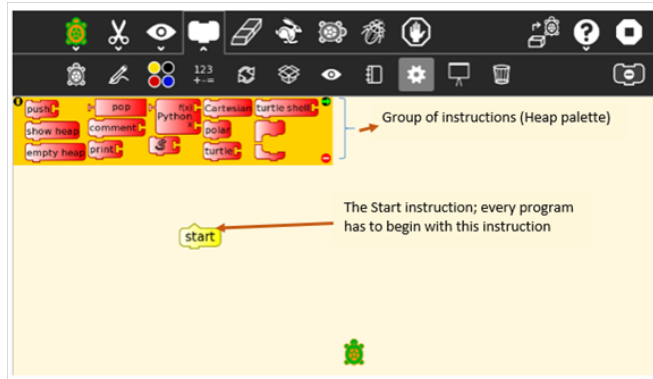 123
+-=
push
pop
f(x)
Python
x
Cartesian
turtle shell
show heap
comment
polar
empty heap
print
turtle
Group of instructions (Heap palette)
The Start instruction; every program
has to begin with this instruction
start